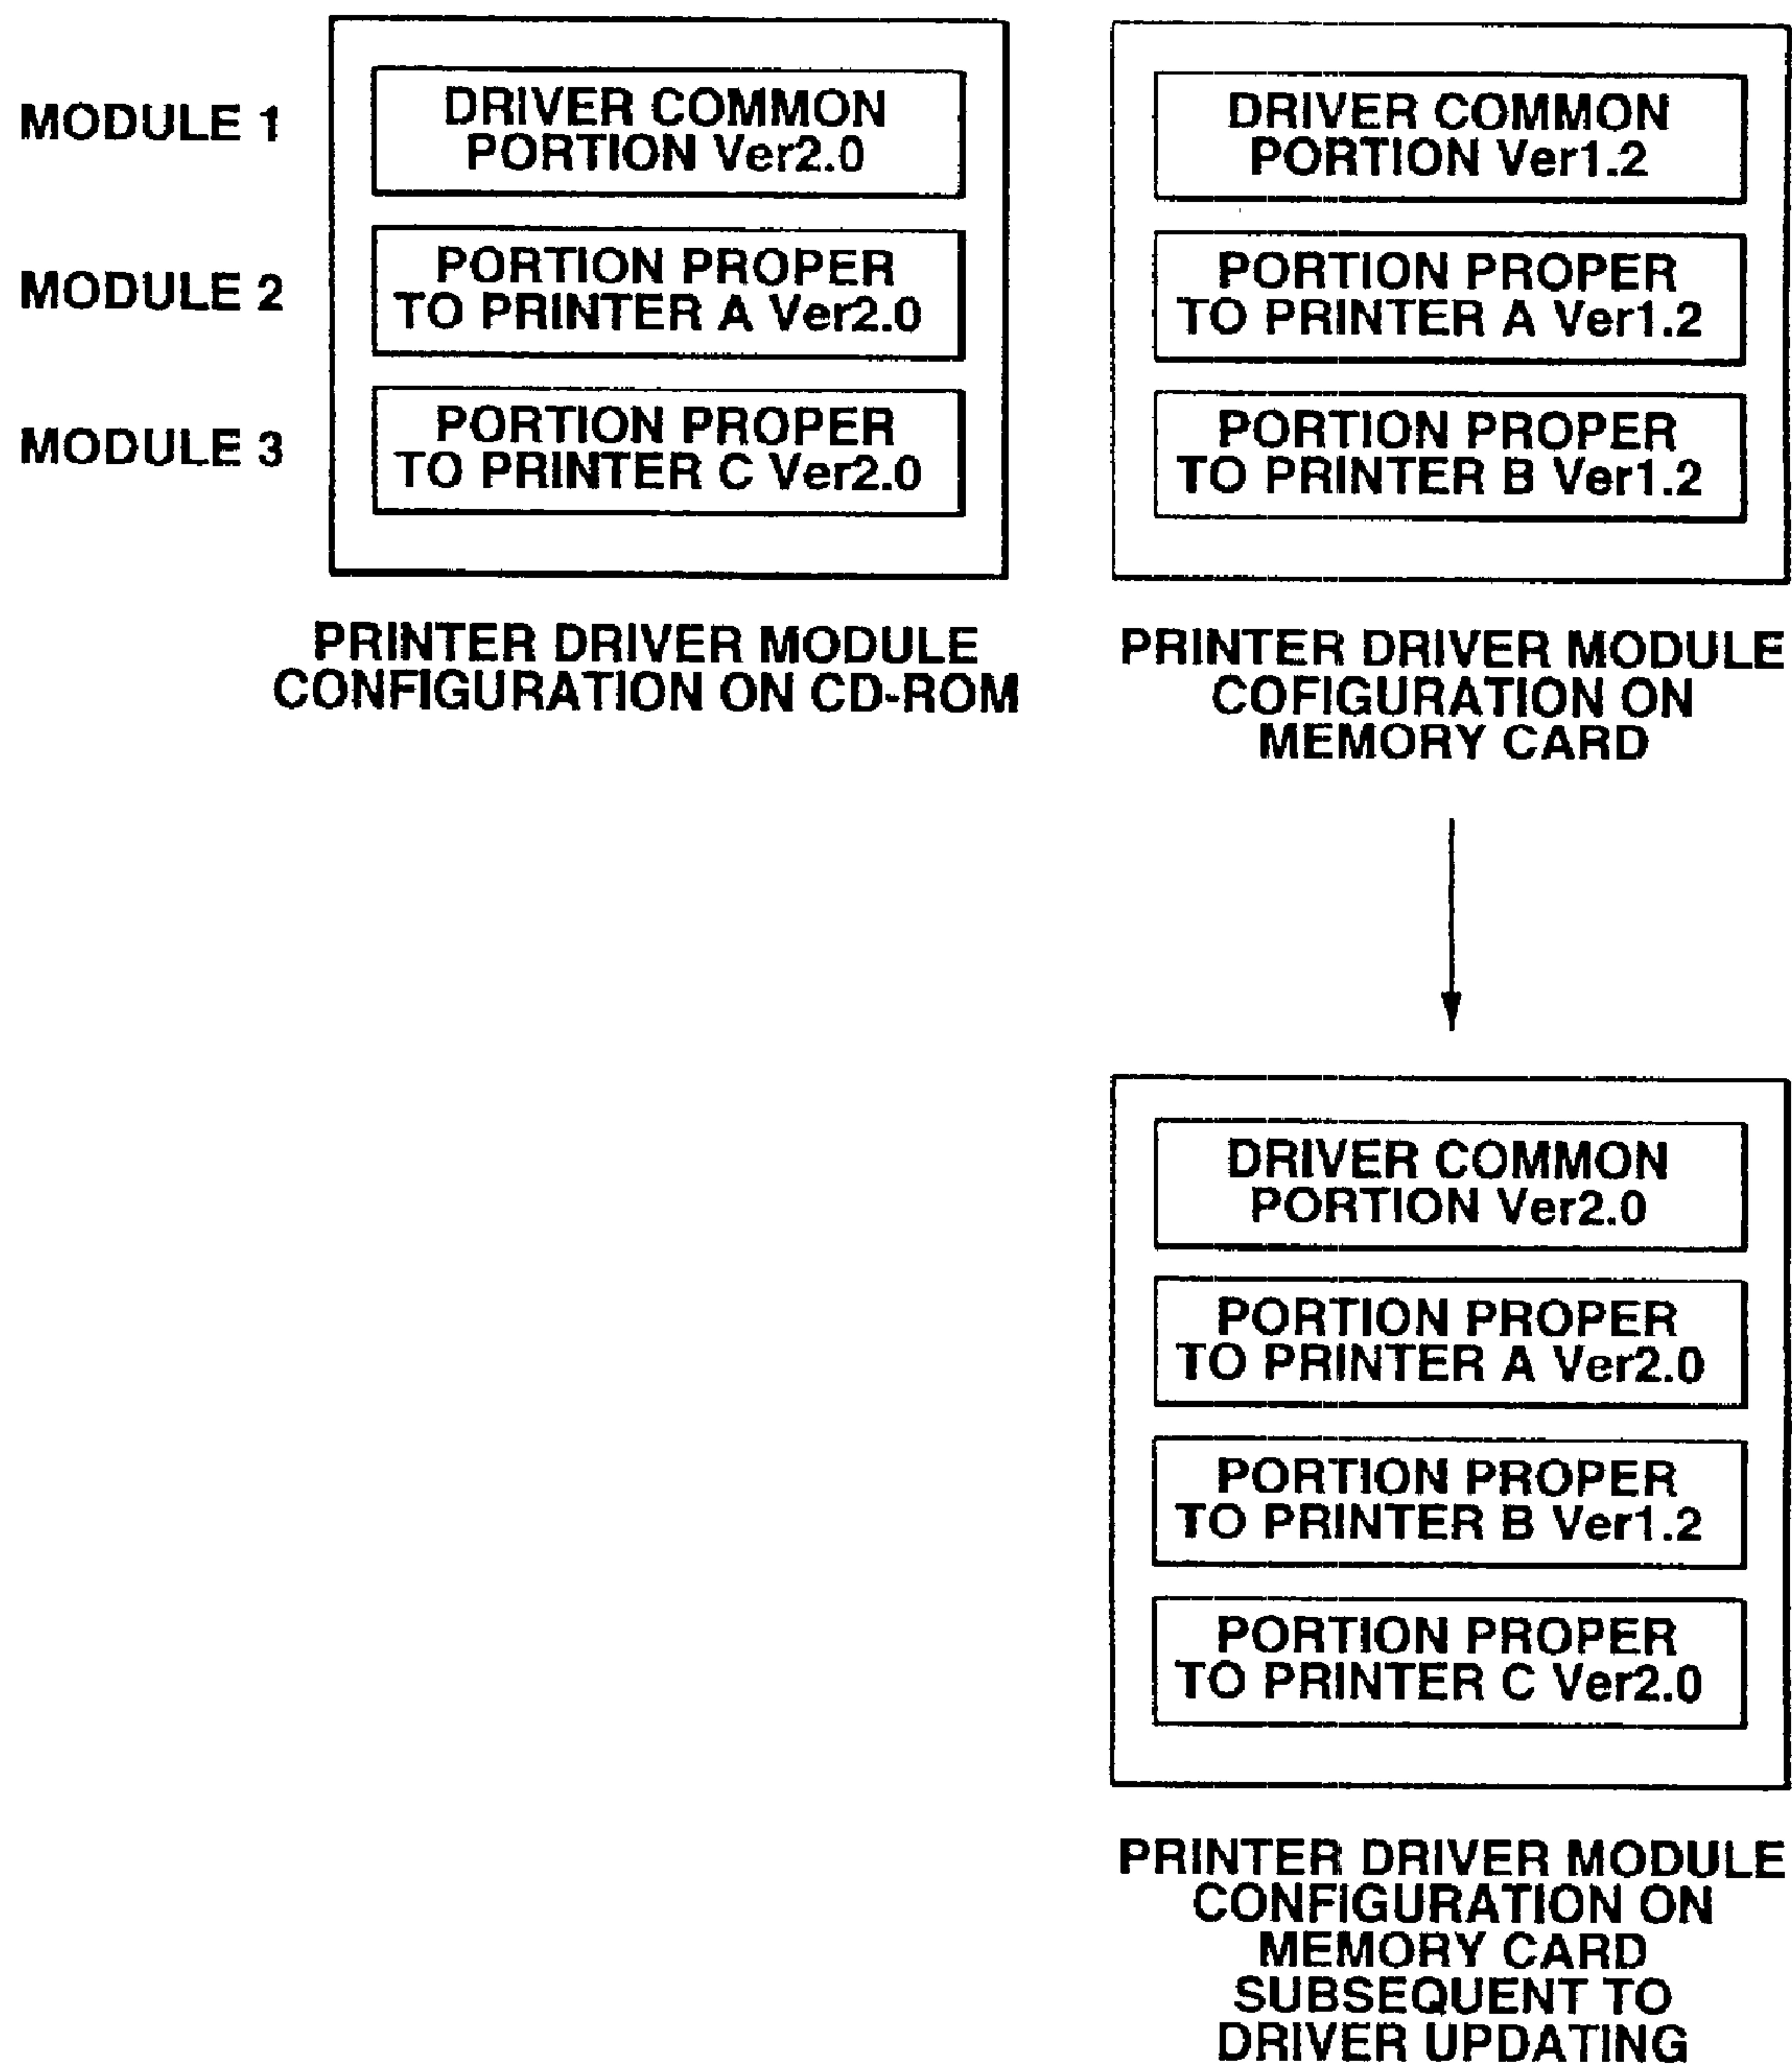 MODULE 1
DRIVER COMMON
PORTION Ver2.0
MODULE 2
PORTION PROPER
TO PRINTER A Ver2.0
MODULE 3
PORTION PROPER
TO PRINTER C Ver2.0
PRINTER DRIVER MODULE
CONFIGURATION ON CD-ROM
DRIVER COMMON
PORTION Ver1.2
PORTION PROPER
TO PRINTER A Ver1.2
PORTION PROPER
TO PRINTER B Ver1.2
PRINTER DRIVER MODULE
COFIGURATION ON
MEMORY CARD
DRIVER COMMON
PORTION Ver2.0
PORTION PROPER
TO PRINTER A Ver2.0
PORTION PROPER
TO PRINTER B Ver1.2
PORTION PROPER
TO PRINTER C Ver2.0
PRINTER DRIVER MODULE
CONFIGURATION ON
MEMORY CARD
SUBSEQUENT TO
DRIVER UPDATING